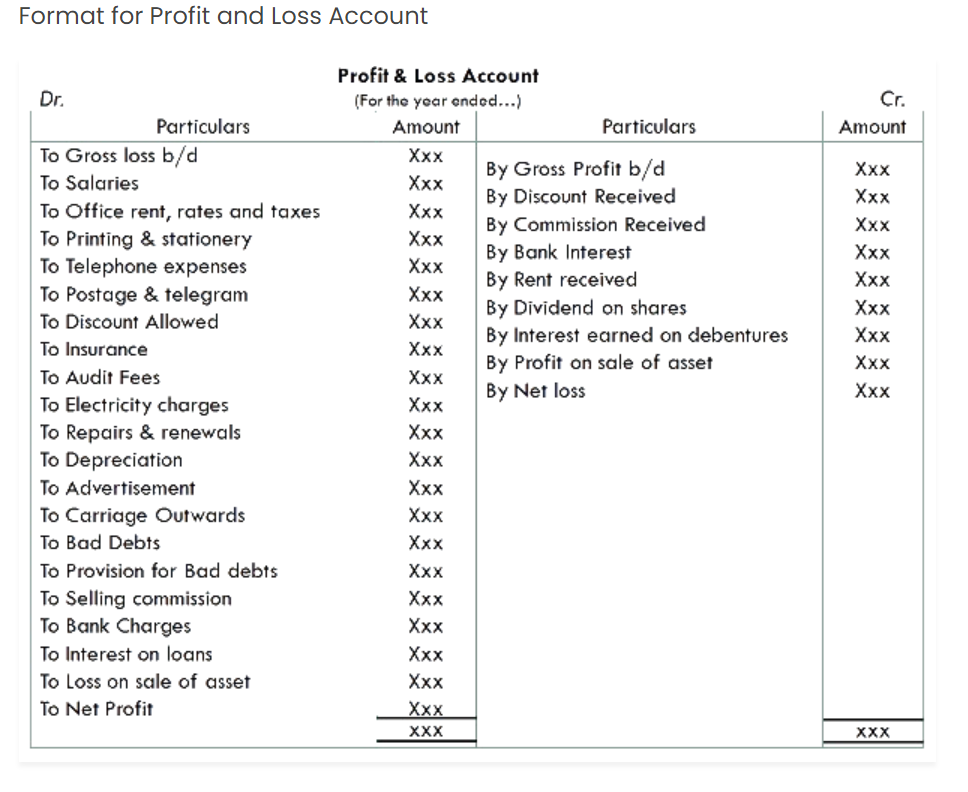 Format for Profit and Loss Account
Profit & Loss Account
Dr. (For the year ended...) Cr.
Particulars Amount Particulars Amount
To Gross loss b/d Xxx
To Salaries Xxx
To Office rent, rates and taxes Xxx
To Printing & stationery Xxx
To Telephone expenses Xxx
To Postage & telegram Xxx
To Discount Allowed Xxx
To Insurance Xxx
To Audit Fees Xxx
To Electricity charges Xxx
To Repairs & renewals Xxx
To Depreciation Xxx
To Advertisement Xxx
To Carriage Outwards Xxx
To Bad Debts Xxx
To Provision for Bad debts Xxx
To Selling commission Xxx
To Bank Charges Xxx
To Interest on loans Xxx
To Loss on sale of asset Xxx
To Net Profit Xxx
xxx
By Gross Profit b/d Xxx
By Discount Received Xxx
By Commission Received Xxx
By Bank Interest Xxx
By Rent received Xxx
By Dividend on shares Xxx
By Interest earned on debentures Xxx
By Profit on sale of asset Xxx
By Net loss Xxx
xxx